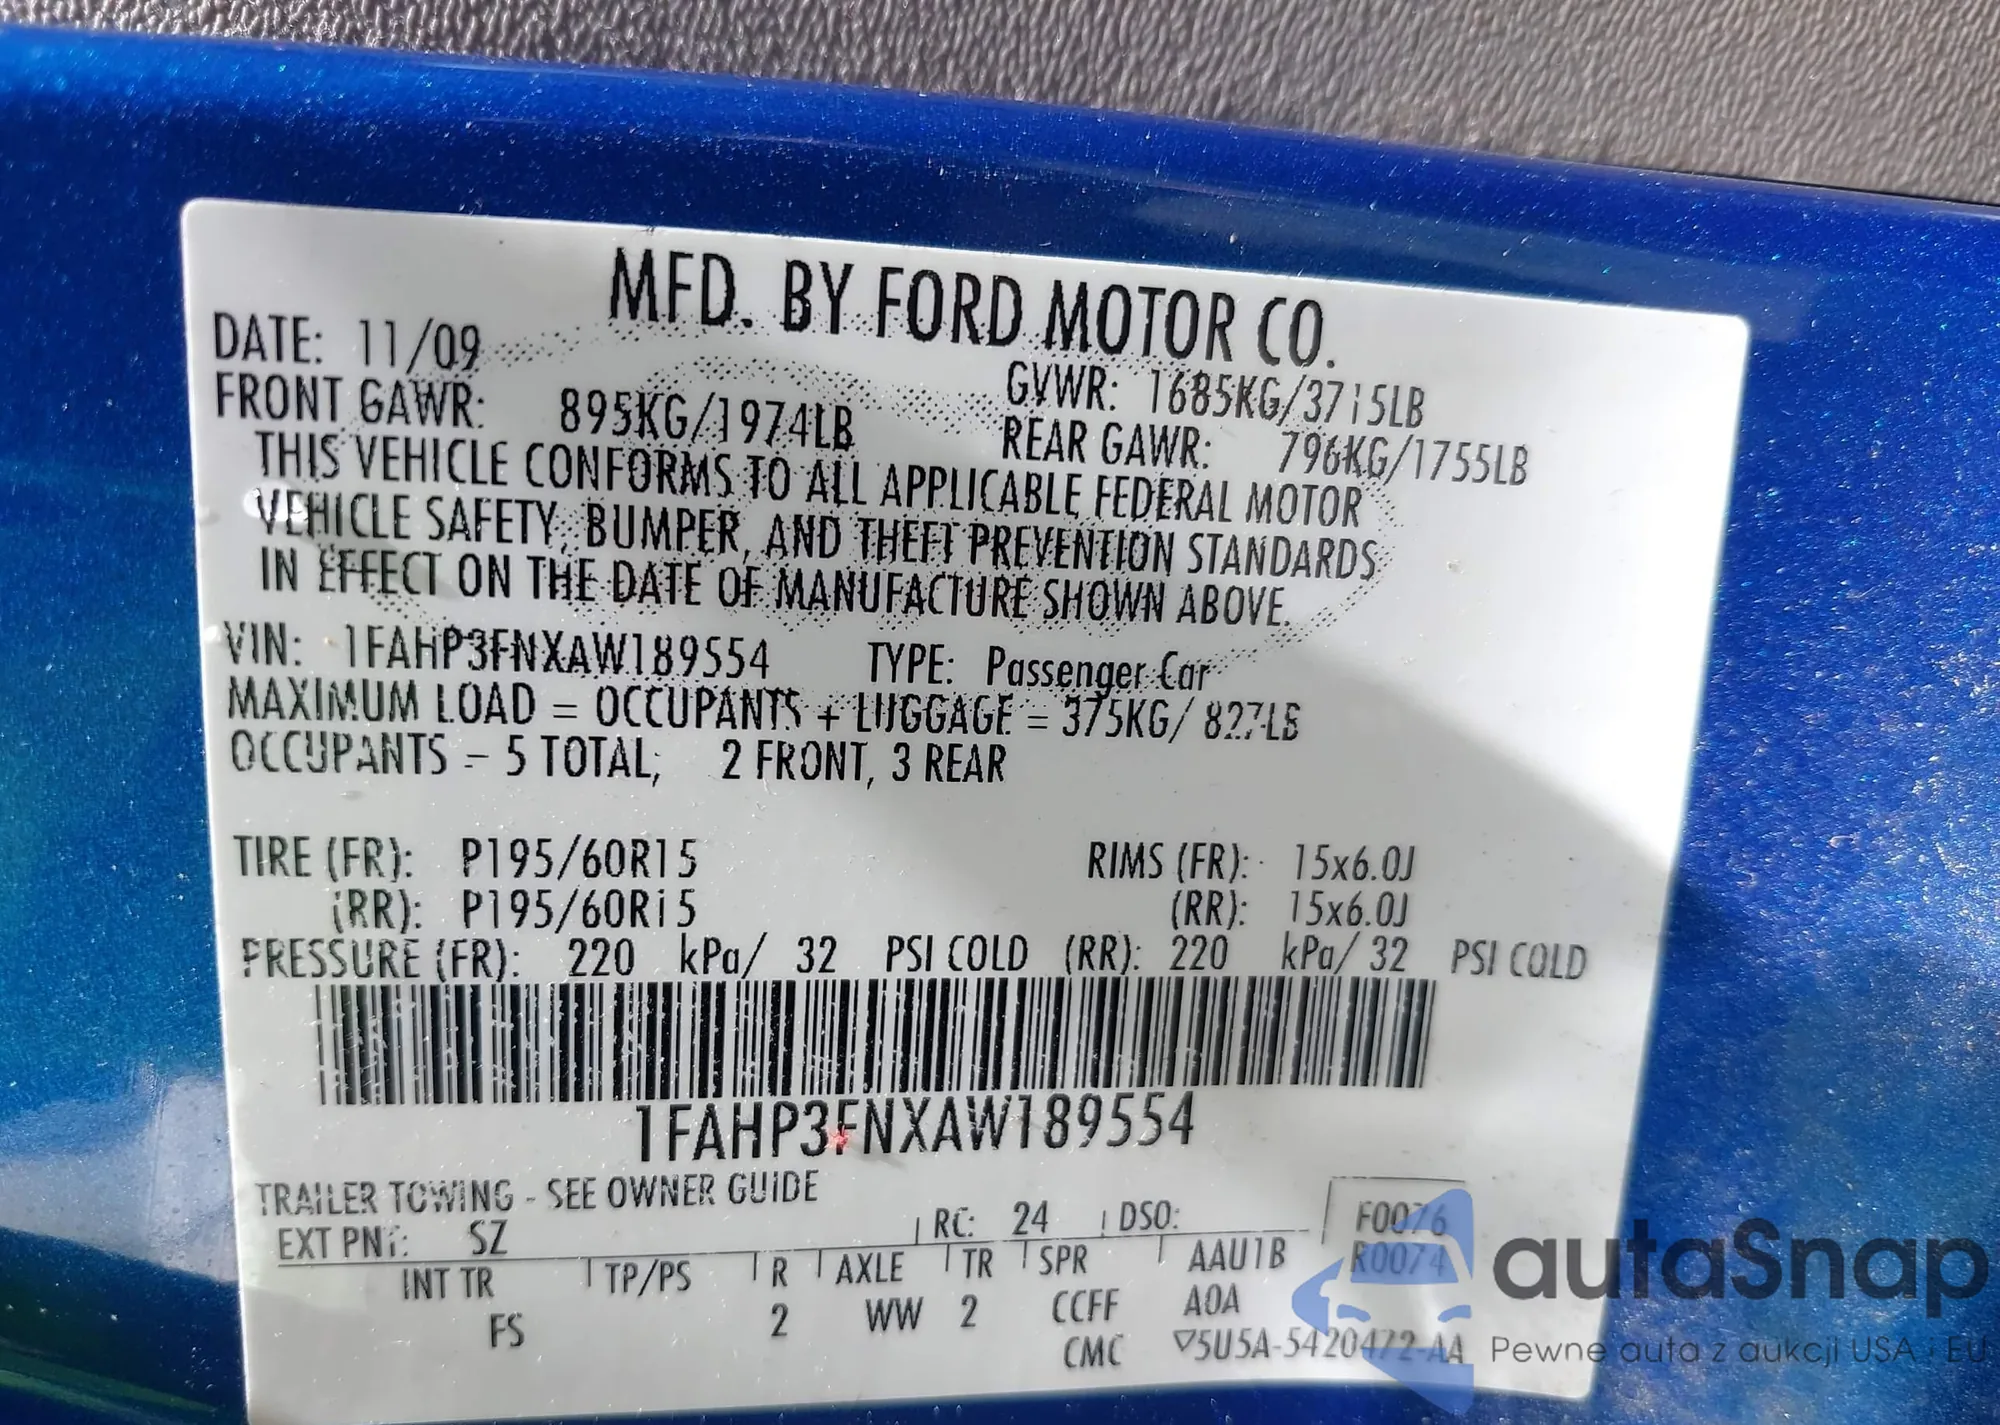 MFD. BY FORD MOTOR CO.
DATE: 11/09
GVWR: 1685KG/3715LB
FRONT GAWR: 895KG/1974LB
REAR GAWR: 796KG/1755LB
THIS VEHICLE CONFORMS TO ALL APPLICABLE FEDERAL MOTOR
VEHICLE SAFETY, BUMPER, AND THEFT PREVENTION STANDARDS
IN EFFECT ON THE DATE OF MANUFACTURE SHOWN ABOVE.
VIN: 1FAHP3FNXAW189554 TYPE: Passenger Car
MAXIMUM LOAD = OCCUPANTS + LUGGAGE = 375KG/ 827LB
OCCUPANTS - 5 TOTAL, 2 FRONT, 3 REAR
TIRE (FR): P195/60R15 RIMS (FR): 15x6.0J
(RR): P195/60R15 (RR): 15x6.0J
PRESSURE (FR): 220 kPa/ 32 PSI COLD (RR): 220 kPa/ 32 PSI COLD
1FAHP3FNXAW189554
TRAILER TOWING - SEE OWNER GUIDE
EXT PNT: SZ RC: 24 DSO: F0076
INT TR TP/PS R AXLE TR SPR AAU1B R0074
FS 2 WW 2 CCFF AOA
CMC ▽5U5A-5420472-AA
autaSnap
Pewne auta z aukcji USA i EU